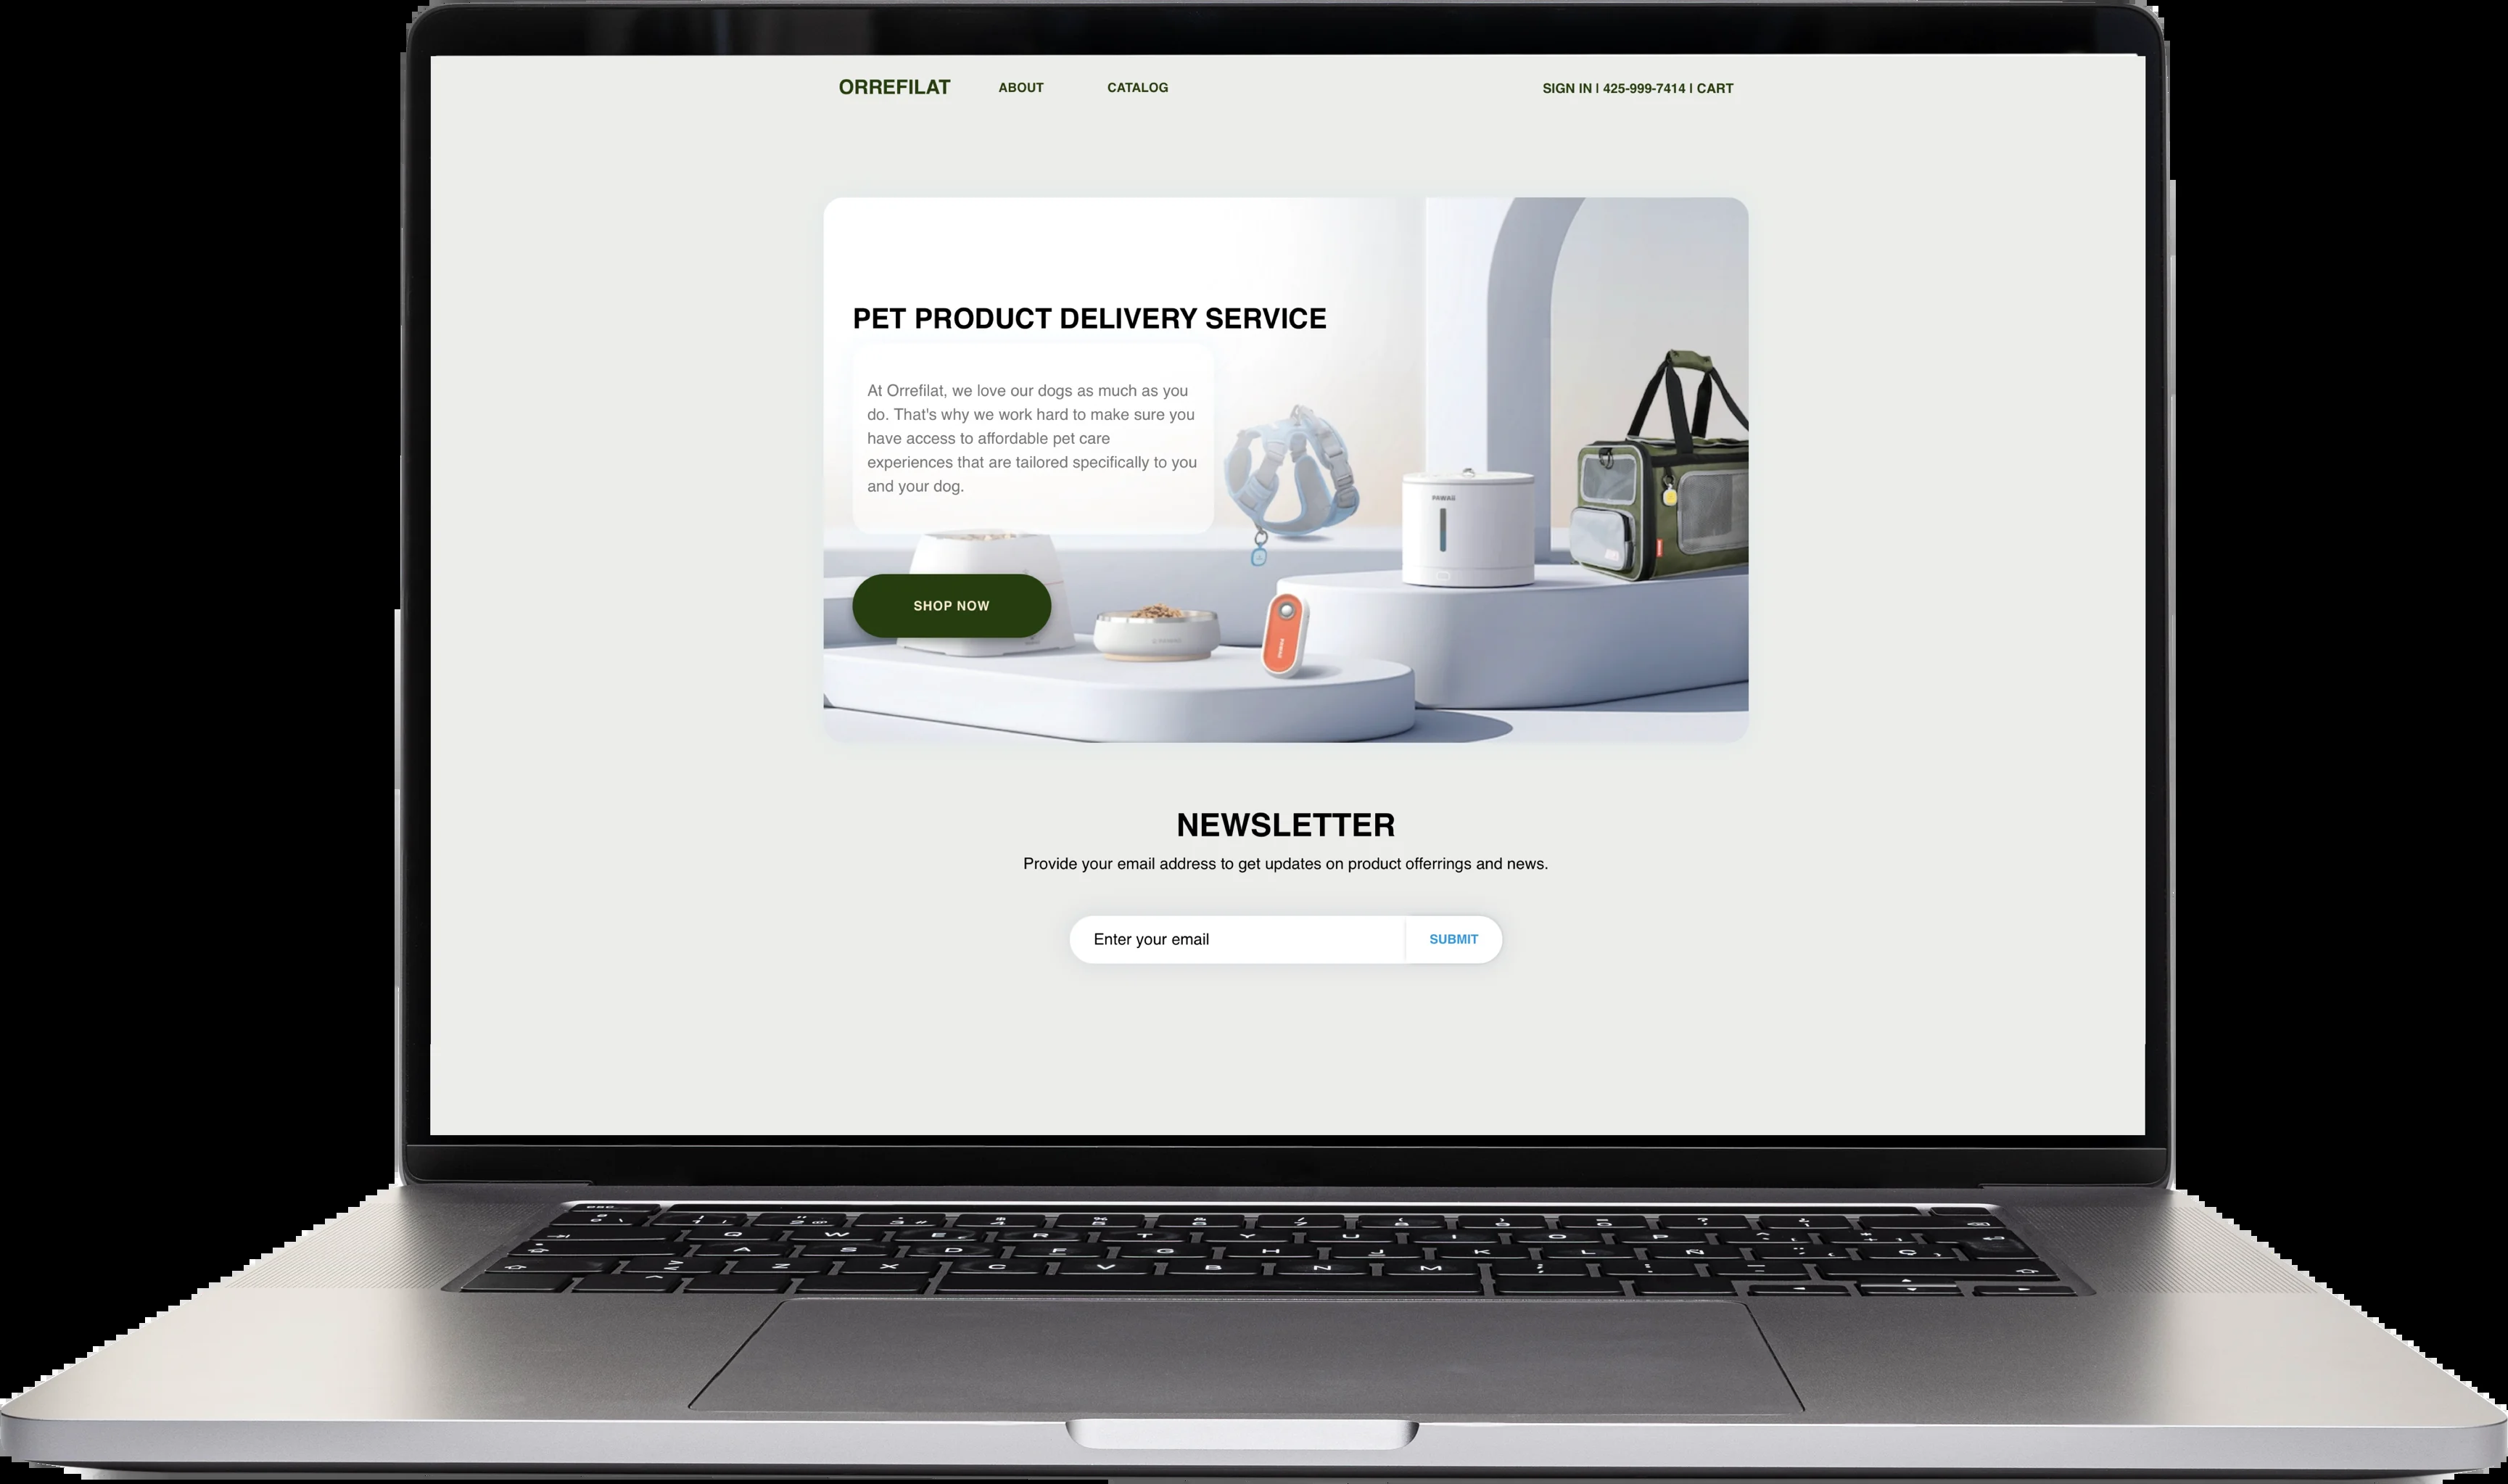 ORREFILAT ABOUT CATALOG SIGN IN | 425-999-7414 | CART
PET PRODUCT DELIVERY SERVICE
At Orrefilat, we love our dogs as much as you
do. That's why we work hard to make sure you
have access to affordable pet care
experiences that are tailored specifically to you
and your dog.
PAWAG
SHOP NOW
NEWSLETTER
Provide your email address to get updates on product offerrings and news.
Enter your email SUBMIT
esc
Q W E R T Y U I O P
A S D F G H J K L Ñ
Z X C V B N M